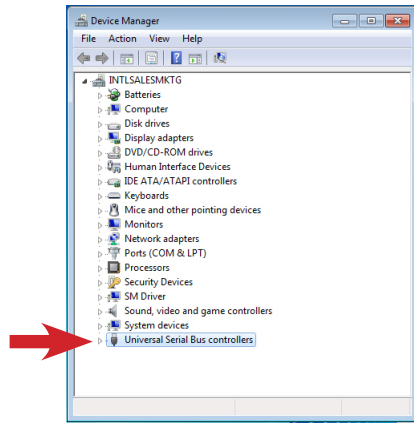 Device Manager
File Action View Help
INTLSALESMKTG
Batteries
Computer
Disk drives
Display adapters
DVD/CD-ROM drives
Human Interface Devices
IDE ATA/ATAPI controllers
Keyboards
Mice and other pointing devices
Monitors
Network adapters
Ports (COM & LPT)
Processors
Security Devices
SM Driver
Sound, video and game controllers
System devices
Universal Serial Bus controllers